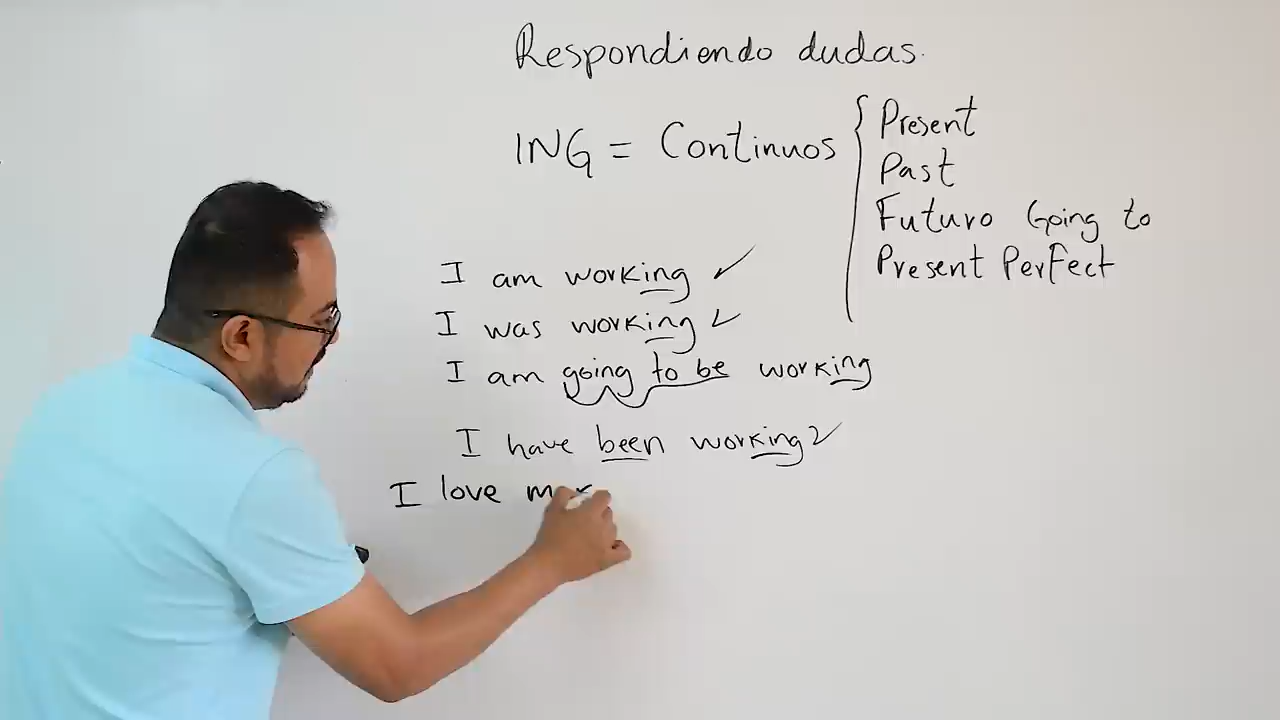 Respondiendo dudas.
ING = Continuos
Present
Past
Futuro Going to
Present Perfect
I am working ✓
I was working ✓
I am going to be working
I have been working ✓
I love